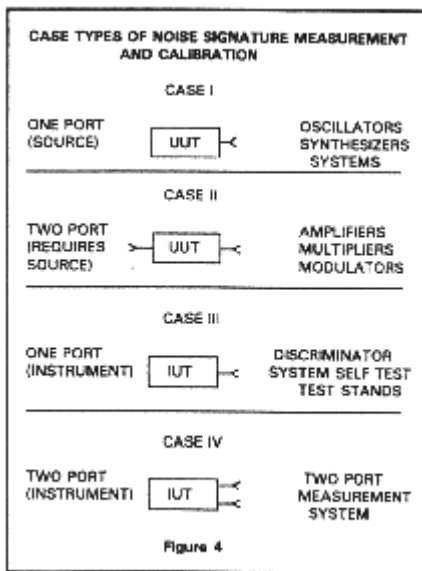 CASE TYPES OF NOISE SIGNATURE MEASUREMENT
AND CALIBRATION
CASE I
ONE PORT
(SOURCE)
UUT
OSCILLATORS
SYNTHESIZERS
SYSTEMS
CASE II
TWO PORT
(REQUIRES
SOURCE)
UUT
AMPLIFIERS
MULTIPLIERS
MODULATORS
CASE III
ONE PORT
(INSTRUMENT)
IUT
DISCRIMINATOR
SYSTEM SELF TEST
TEST STANDS
CASE IV
TWO PORT
(INSTRUMENT)
IUT
TWO PORT
MEASUREMENT
SYSTEM
Figure 4